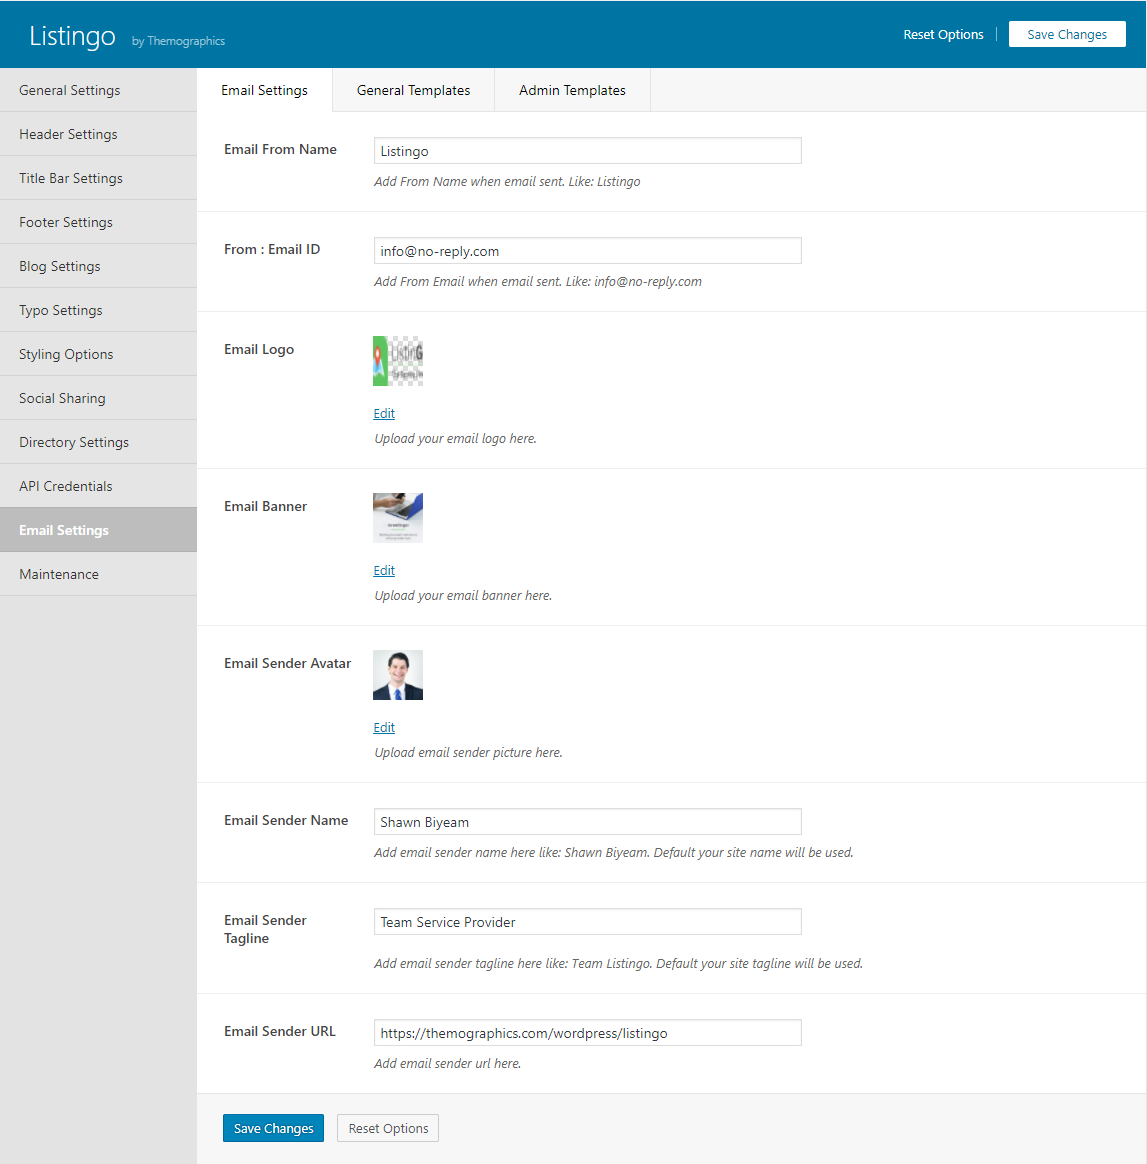 Listingo by Themographics
Reset Options
Save Changes
General Settings
Header Settings
Title Bar Settings
Footer Settings
Blog Settings
Typo Settings
Styling Options
Social Sharing
Directory Settings
API Credentials
Email Settings
Maintenance
Email Settings
General Templates
Admin Templates
Email From Name
Listingo
Add From Name when email sent. Like: Listingo
From : Email ID
info@no-reply.com
Add From Email when email sent. Like: info@no-reply.com
Email Logo
ListinG
Edit
Upload your email logo here.
Email Banner
Edit
Upload your email banner here.
Email Sender Avatar
Edit
Upload email sender picture here.
Email Sender Name
Shawn Biyeam
Add email sender name here like: Shawn Biyeam. Default your site name will be used.
Email Sender
Tagline
Team Service Provider
Add email sender tagline here like: Team Listingo. Default your site tagline will be used.
Email Sender URL
https://themographics.com/wordpress/listingo
Add email sender url here.
Save Changes
Reset Options